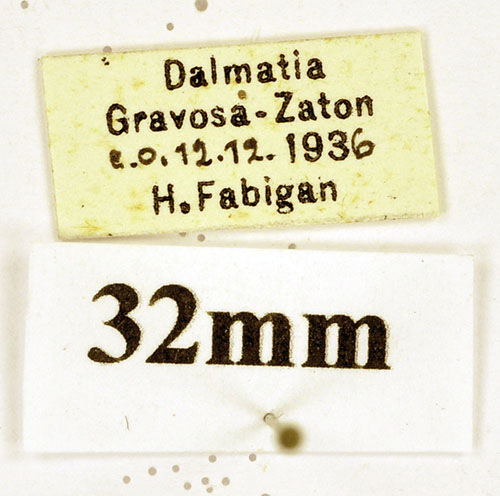 Dalmatia
Gravosa-Zaton
e.o.12.12.1936
H. Fabigan
32mm